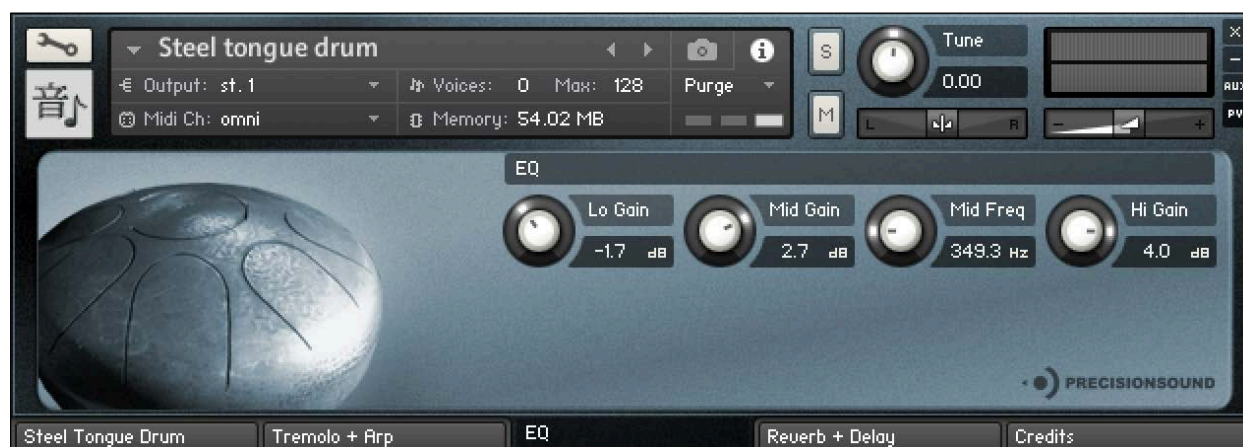 Steel tongue drum
S
Tune
Output: st. 1
Voices: 0 Max: 128
Purge
0.00
Midi Ch: omni
Memory: 54.02 MB
M
L
R
-
+
×
-
AUX
PV
音
EQ
Lo Gain
Mid Gain
Mid Freq
Hi Gain
-1.7 dB
2.7 dB
349.3 Hz
4.0 dB
PRECISIONSOUND
Steel Tongue Drum
Tremolo + Arp
EQ
Reverb + Delay
Credits